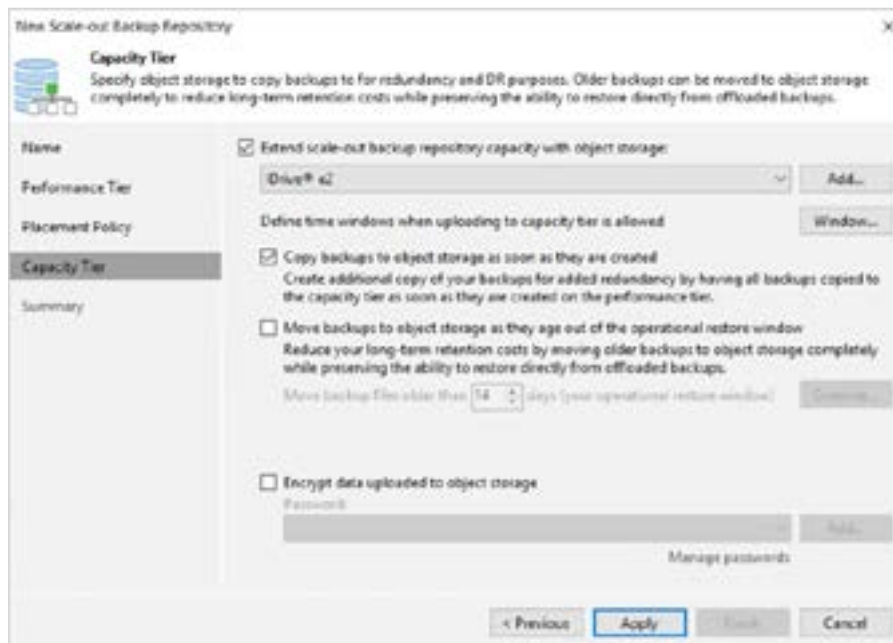 New Scale-out Backup Repository
Capacity Tier
Specify object storage to copy backups to for redundancy and DR purposes. Older backups can be moved to object storage
completely to reduce long-term retention costs while preserving the ability to restore directly from offloaded backups.
Name
Performance Tier
Placement Policy
Capacity Tier
Summary
Extend scale-out backup repository capacity with object storage:
IDrive® e2
Add...
Define time windows when uploading to capacity tier is allowed
Window...
Copy backups to object storage as soon as they are created
Create additional copy of your backups for added redundancy by having all backups copied to
the capacity tier as soon as they are created on the performance tier.
Move backups to object storage as they age out of the operational restore window
Reduce your long-term retention costs by moving older backups to object storage completely
while preserving the ability to restore directly from offloaded backups.
Move backup files older than 14 days (your operational restore window)
Encrypt data uploaded to object storage
Password:
Add...
Manage passwords
< Previous
Apply
Finish
Cancel